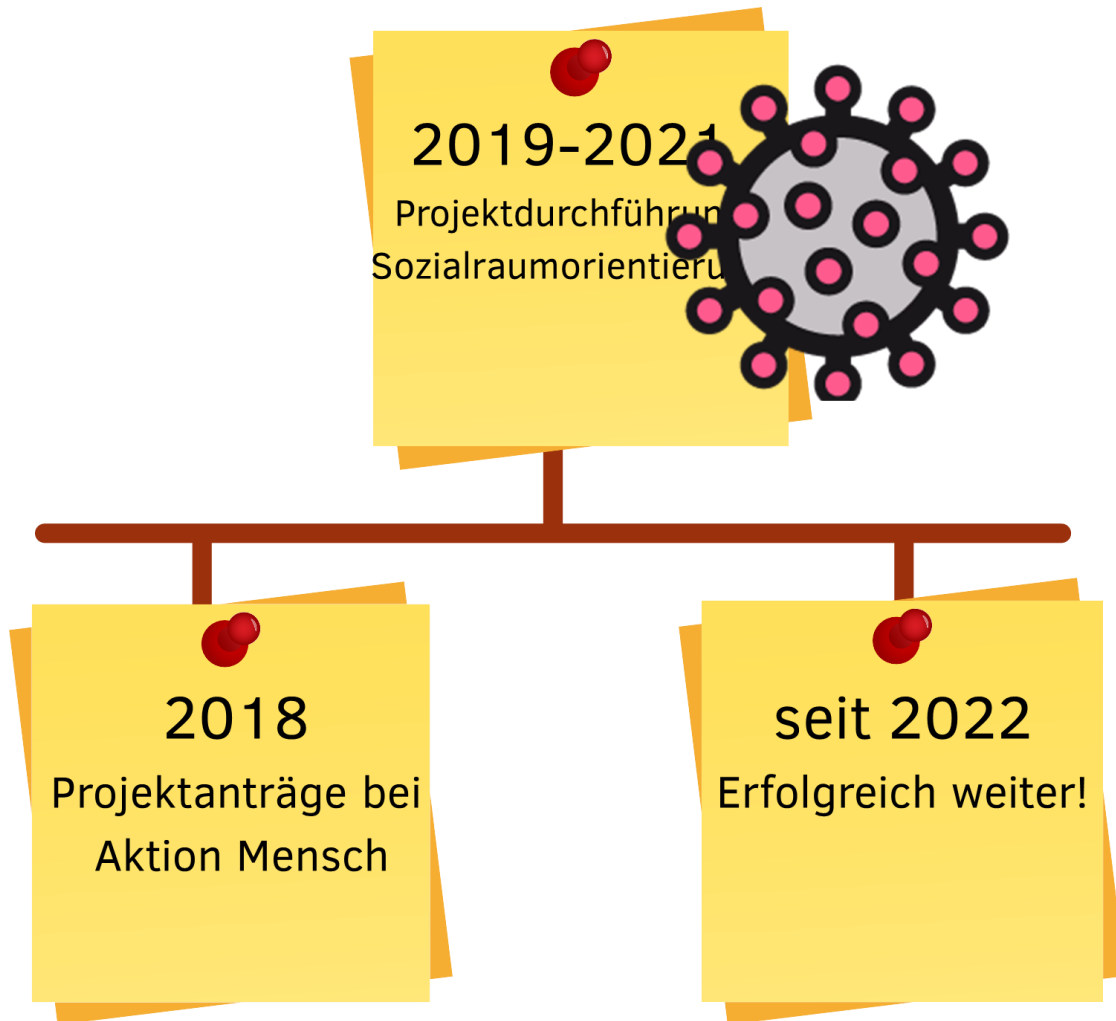 2019-2021
Projektdurchführun
Sozialraumorientieru
2018
Projektanträge bei
Aktion Mensch
seit 2022
Erfolgreich weiter!